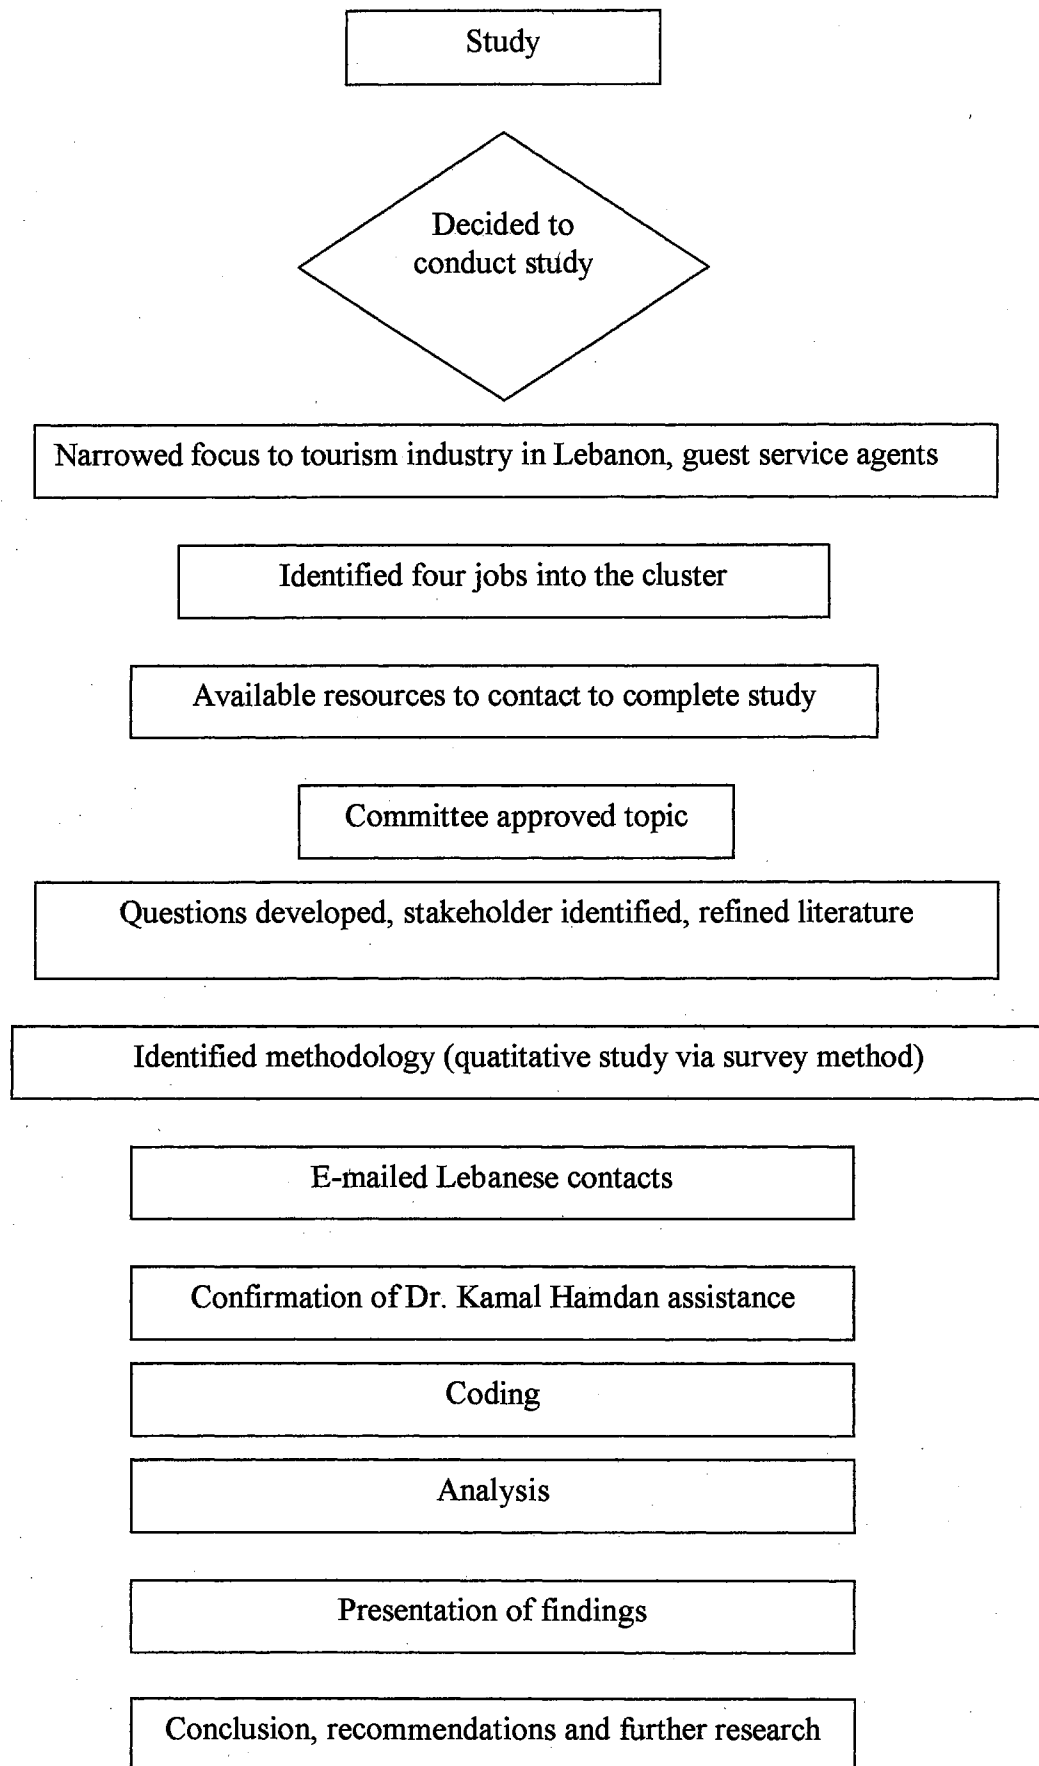 Study
Decided to
conduct study
Narrowed focus to tourism industry in Lebanon, guest service agents
Identified four jobs into the cluster
Available resources to contact to complete study
Committee approved topic
Questions developed, stakeholder identified, refined literature
Identified methodology (quatitative study via survey method)
E-mailed Lebanese contacts
Confirmation of Dr. Kamal Hamdan assistance
Coding
Analysis
Presentation of findings
Conclusion, recommendations and further research